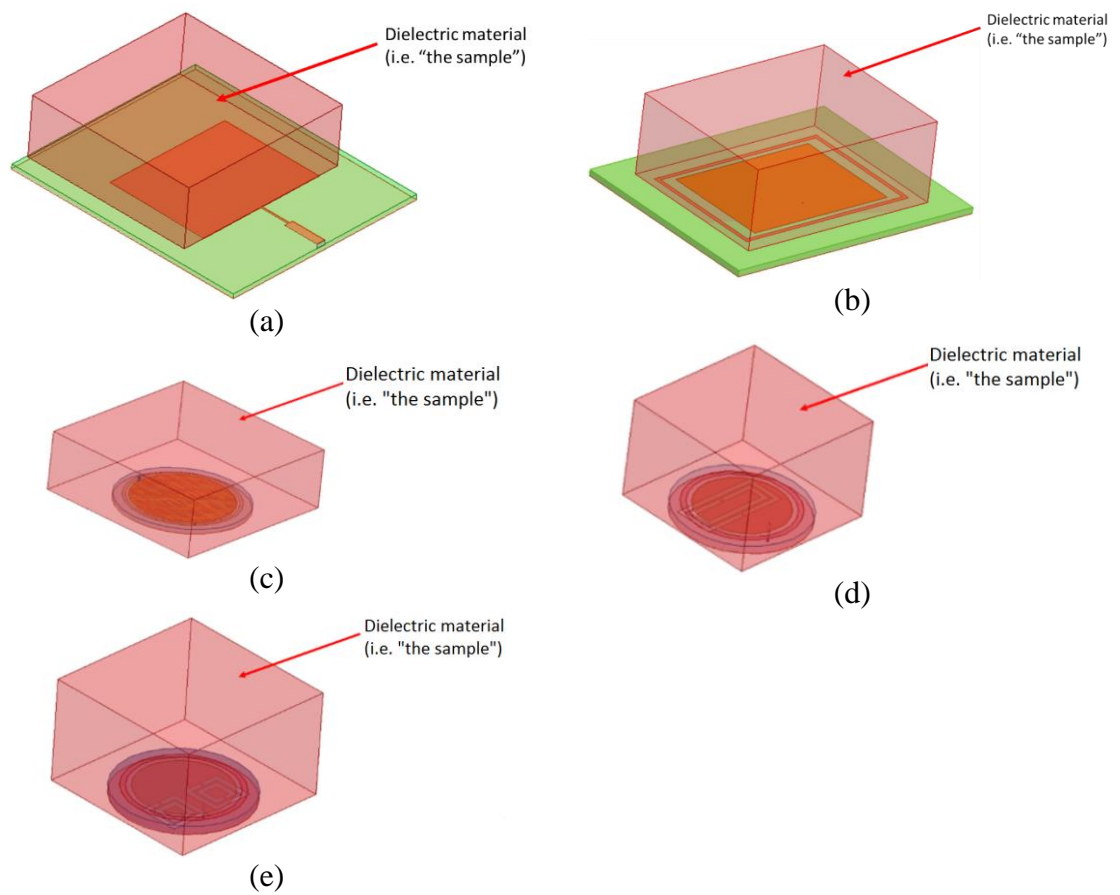 Dielectric material
(i.e. “the sample”)
Dielectric material
(i.e. “the sample”)
(a)
(b)
Dielectric material
(i.e. "the sample")
Dielectric material
(i.e. "the sample")
(c)
(d)
Dielectric material
(i.e. "the sample")
(e)